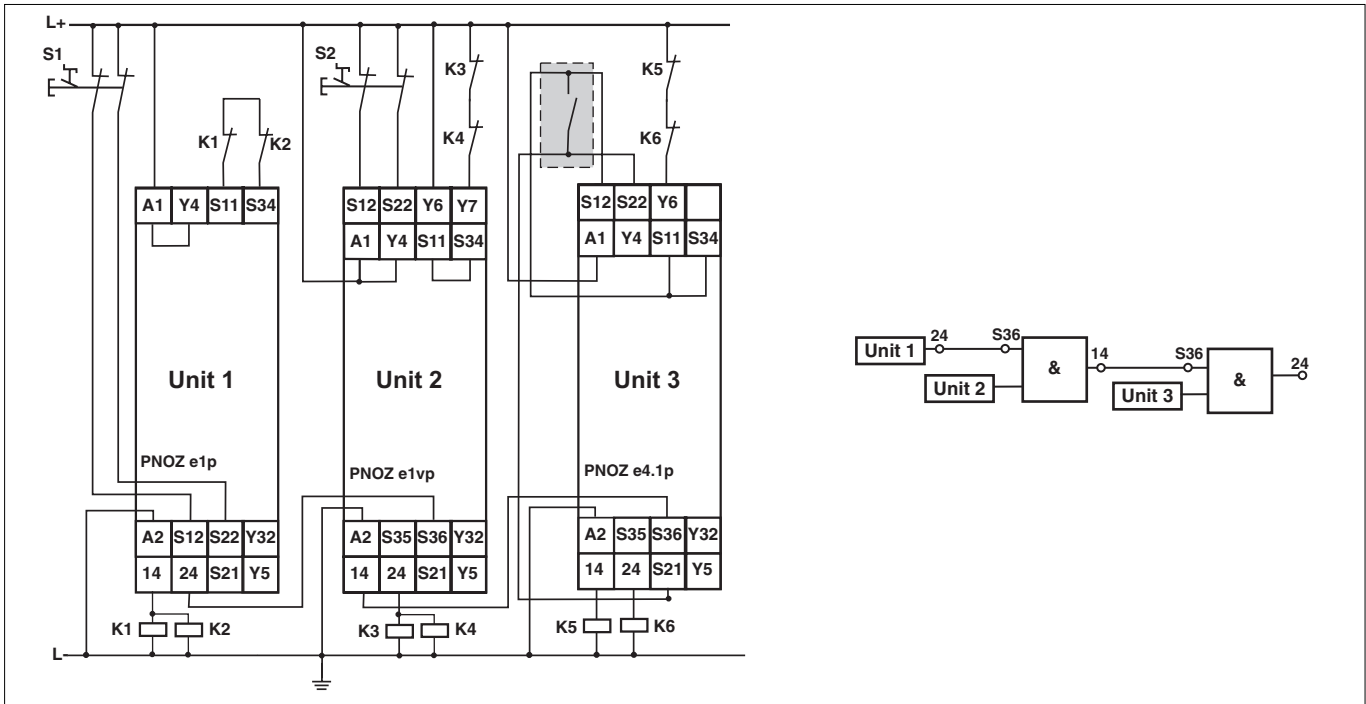 L+
S1
S2
K3
K5
K1
K2
K4
K6
A1 Y4 S11 S34
S12 S22 Y6 Y7
A1 Y4 S11 S34
S12 S22 Y6
A1 Y4 S11 S34
Unit 1
Unit 2
Unit 3
PNOZ e1p
PNOZ e1vp
PNOZ e4.1p
A2 S12 S22 Y32
14 24 S21 Y5
A2 S35 S36 Y32
14 24 S21 Y5
A2 S35 S36 Y32
14 24 S21 Y5
K1
K2
K3
K4
K5
K6
L-
Unit 1
24
S36
&
Unit 2
14
S36
&
Unit 3
24